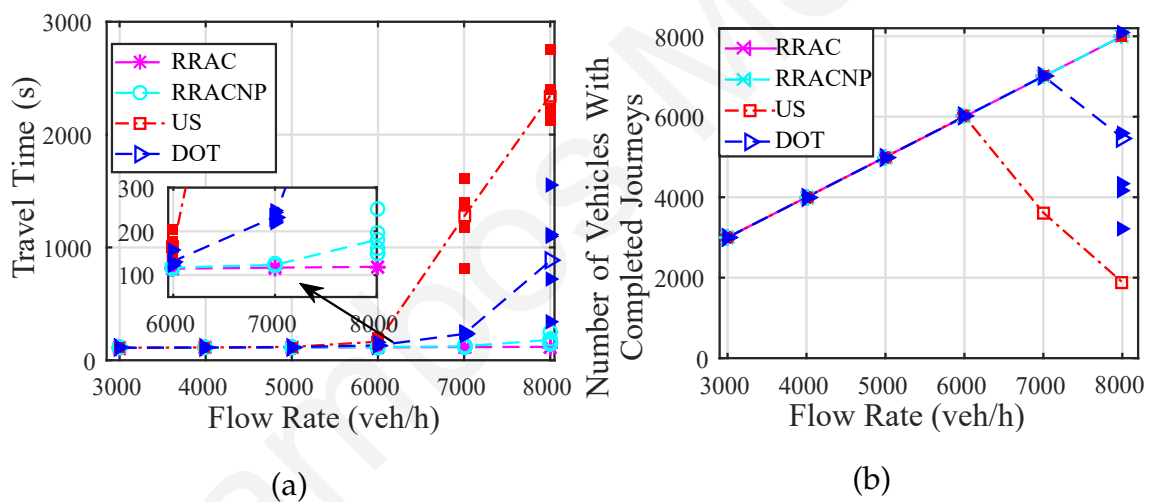 3000
2000
1000
0
Travel Time (s)
RRAC
RRACNP
US
DOT
300
200
100
6000 7000 8000
3000 4000 5000 6000 7000 8000
Flow Rate (veh/h)
(a)
8000
6000
4000
2000
0
Number of Vehicles With
Completed Journeys
RRAC
RRACNP
US
DOT
3000 4000 5000 6000 7000 8000
Flow Rate (veh/h)
(b)